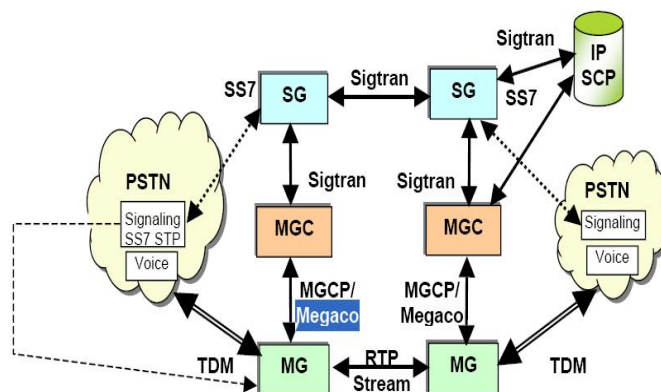 Sigtran
IP
SCP
SS7
SG
Sigtran
SG
SS7
PSTN
Sigtran
Sigtran
PSTN
Signaling
SS7 STP
Voice
MGC
MGC
Signaling
Voice
MGCP/
Megaco
MGCP/
Megaco
TDM
MG
RTP
Stream
MG
TDM